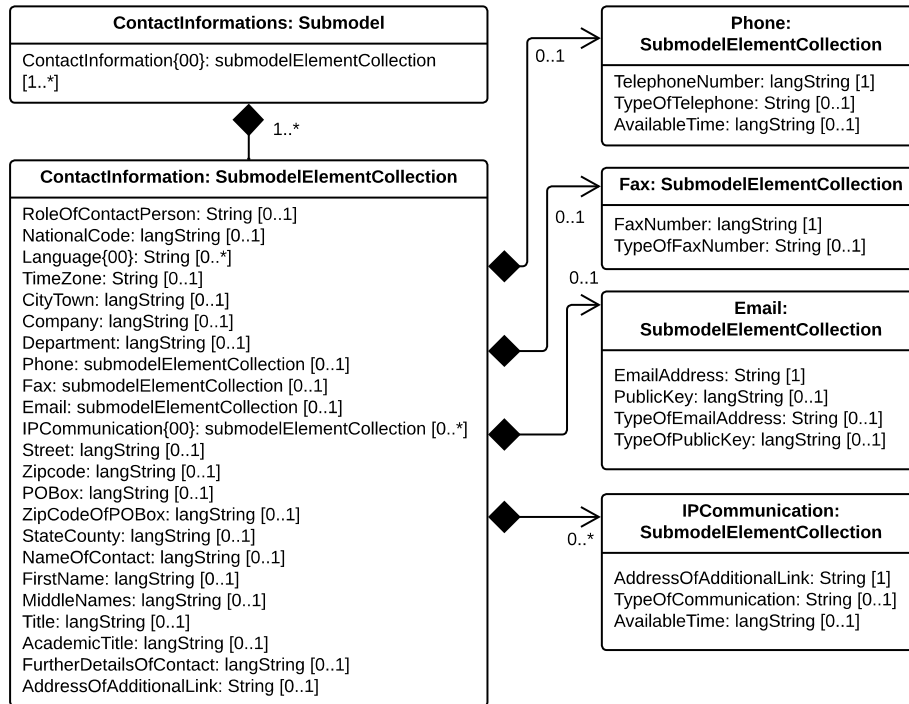 ContactInformations: Submodel
ContactInformation{00}: submodelElementCollection
[1..*]
1..*
ContactInformation: SubmodelElementCollection
RoleOfContactPerson: String [0..1]
NationalCode: langString [0..1]
Language{00}: String [0..*]
TimeZone: String [0..1]
CityTown: langString [0..1]
Company: langString [0..1]
Department: langString [0..1]
Phone: submodelElementCollection [0..1]
Fax: submodelElementCollection [0..1]
Email: submodelElementCollection [0..1]
IPCommunication{00}: submodelElementCollection [0..*]
Street: langString [0..1]
Zipcode: langString [0..1]
POBox: langString [0..1]
ZipCodeOfPOBox: langString [0..1]
StateCounty: langString [0..1]
NameOfContact: langString [0..1]
FirstName: langString [0..1]
MiddleNames: langString [0..1]
Title: langString [0..1]
AcademicTitle: langString [0..1]
FurtherDetailsOfContact: langString [0..1]
AddressOfAdditionalLink: String [0..1]
0..1
Phone:
SubmodelElementCollection
TelephoneNumber: langString [1]
TypeOfTelephone: String [0..1]
AvailableTime: langString [0..1]
0..1
Fax: SubmodelElementCollection
FaxNumber: langString [1]
TypeOfFaxNumber: String [0..1]
0..1
Email:
SubmodelElementCollection
EmailAddress: String [1]
PublicKey: langString [0..1]
TypeOfEmailAddress: String [0..1]
TypeOfPublicKey: langString [0..1]
0..*
IPCommunication:
SubmodelElementCollection
AddressOfAdditionalLink: String [1]
TypeOfCommunication: String [0..1]
AvailableTime: langString [0..1]